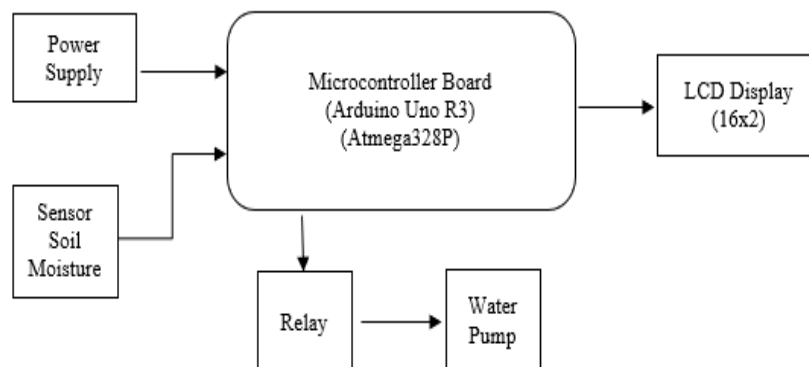 Power
Supply
Microcontroller Board
(Arduino Uno R3)
(Atmega328P)
LCD Display
(16x2)
Sensor
Soil
Moisture
Relay
Water
Pump